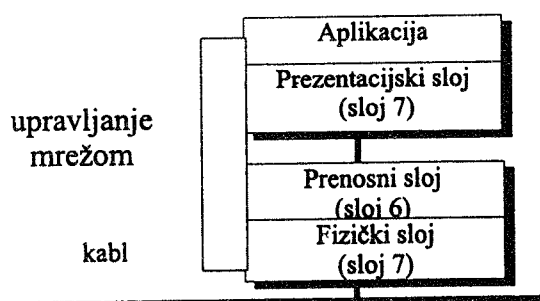 Aplikacija
Prezentacijski sloj
(sloj 7)
upravljanje
mrežom
Prenosni sloj
(sloj 6)
Fizički sloj
(sloj 7)
kabl